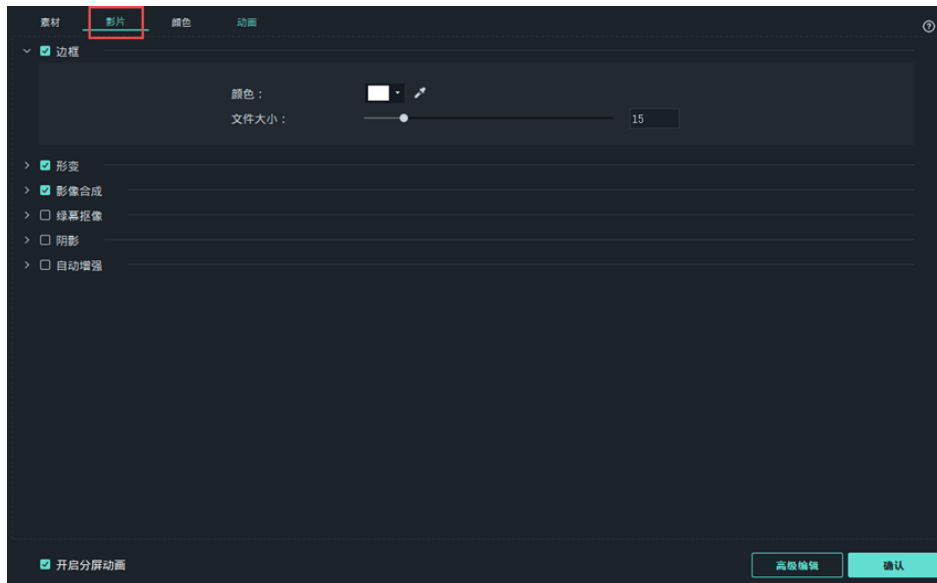 素材 影片 颜色 动画
边框
颜色：
文件大小： 15
形变
影像合成
绿幕抠像
阴影
自动增强
开启分屏动画 高级编辑 确认